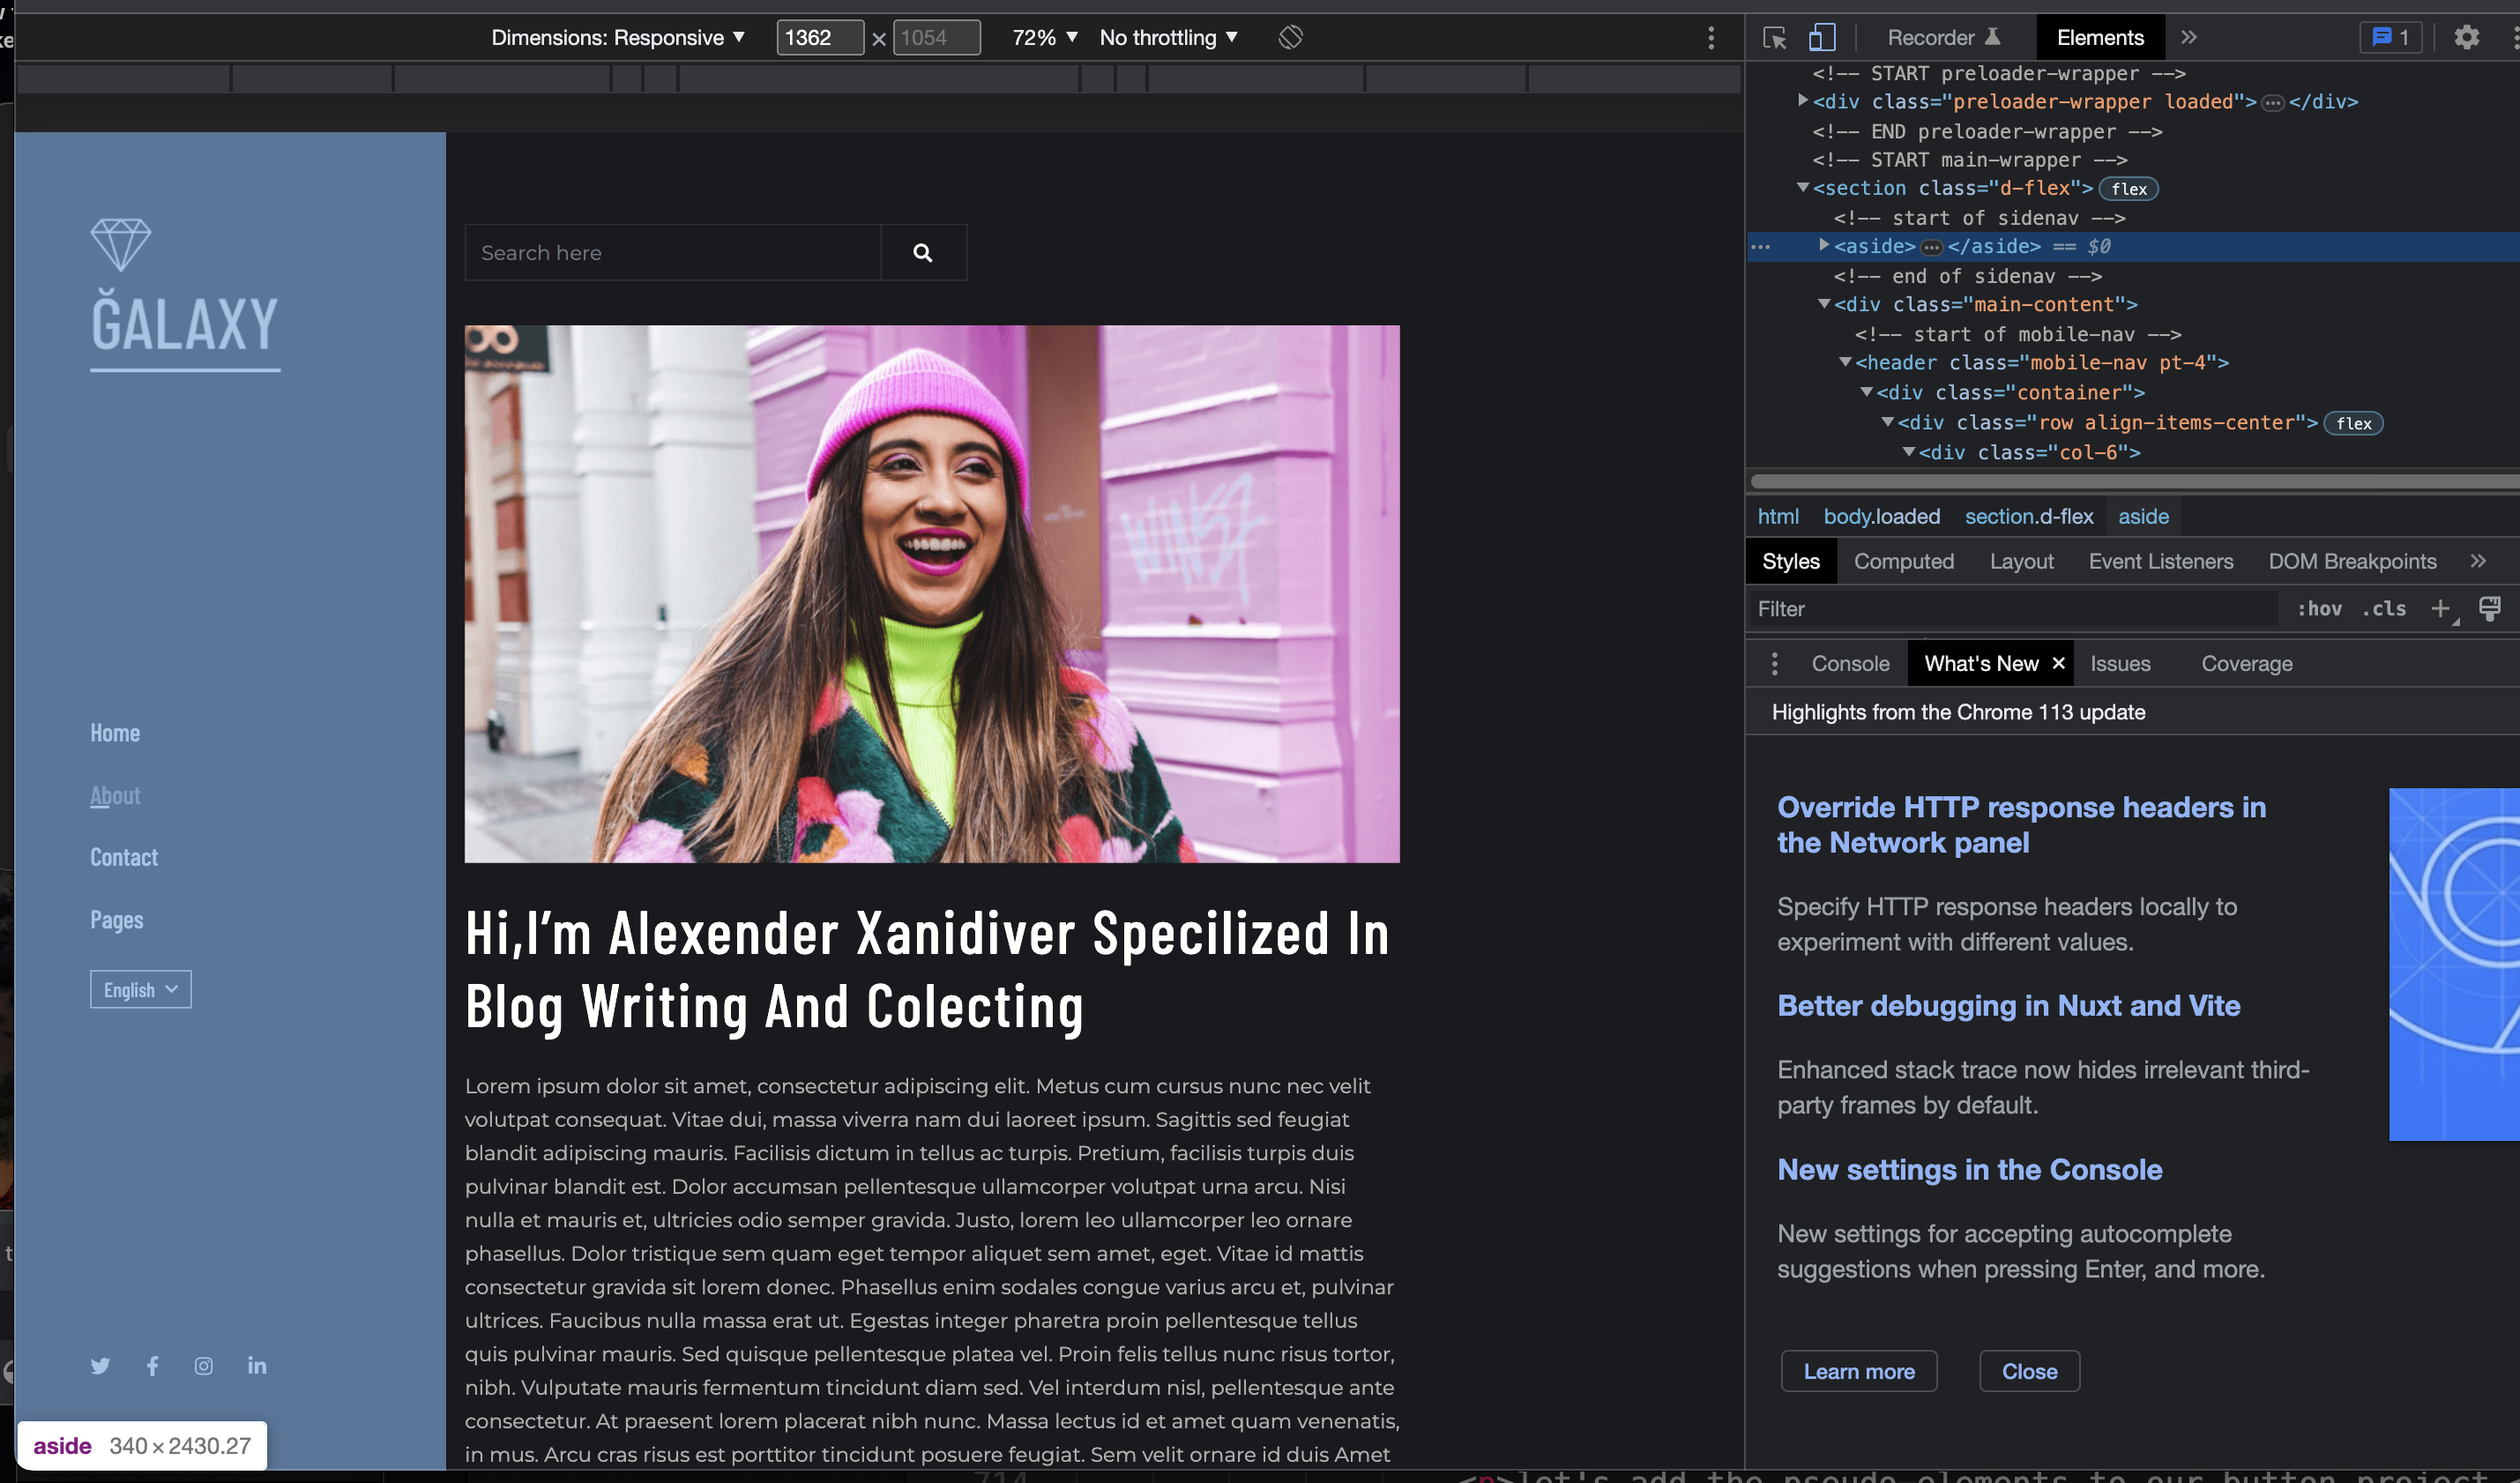 Dimensions: Responsive ▼ 1362 × 1054 72% ▼ No throttling ▼
Recorder Elements » 1
<!-- START preloader-wrapper -->
<div class="preloader-wrapper loaded">…</div>
<!-- END preloader-wrapper -->
<!-- START main-wrapper -->
<section class="d-flex"> flex
<!-- start of sidenav -->
<aside>…</aside> == $0
<!-- end of sidenav -->
<div class="main-content">
<!-- start of mobile-nav -->
<header class="mobile-nav pt-4">
<div class="container">
<div class="row align-items-center"> flex
<div class="col-6">
html body.loaded section.d-flex aside
Styles Computed Layout Event Listeners DOM Breakpoints »
Filter :hov .cls +
Console What's New × Issues Coverage
Highlights from the Chrome 113 update
Override HTTP response headers in
the Network panel
Specify HTTP response headers locally to
experiment with different values.
Better debugging in Nuxt and Vite
Enhanced stack trace now hides irrelevant third-
party frames by default.
New settings in the Console
New settings for accepting autocomplete
suggestions when pressing Enter, and more.
Learn more Close
ĞALAXY
Home
About
Contact
Pages
English
aside 340×2430.27
Search here
Hi,I’m Alexender Xanidiver Specilized In
Blog Writing And Colecting
Lorem ipsum dolor sit amet, consectetur adipiscing elit. Metus cum cursus nunc nec velit
volutpat consequat. Vitae dui, massa viverra nam dui laoreet ipsum. Sagittis sed feugiat
blandit adipiscing mauris. Facilisis dictum in tellus ac turpis. Pretium, facilisis turpis duis
pulvinar blandit est. Dolor accumsan pellentesque ullamcorper volutpat urna arcu. Nisi
nulla et mauris et, ultricies odio semper gravida. Justo, lorem leo ullamcorper leo ornare
phasellus. Dolor tristique sem quam eget tempor aliquet sem amet, eget. Vitae id mattis
consectetur gravida sit lorem donec. Phasellus enim sodales congue varius arcu et, pulvinar
ultrices. Faucibus nulla massa erat ut. Egestas integer pharetra proin pellentesque tellus
quis pulvinar mauris. Sed quisque pellentesque platea vel. Proin felis tellus nunc risus tortor,
nibh. Vulputate mauris fermentum tincidunt diam sed. Vel interdum nisl, pellentesque ante
consectetur. At praesent lorem placerat nibh nunc. Massa lectus id et amet quam venenatis,
in mus. Arcu cras risus est porttitor tincidunt posuere feugiat. Sem velit ornare id duis Amet
714 <p>let's add the pseudo elements to our button project